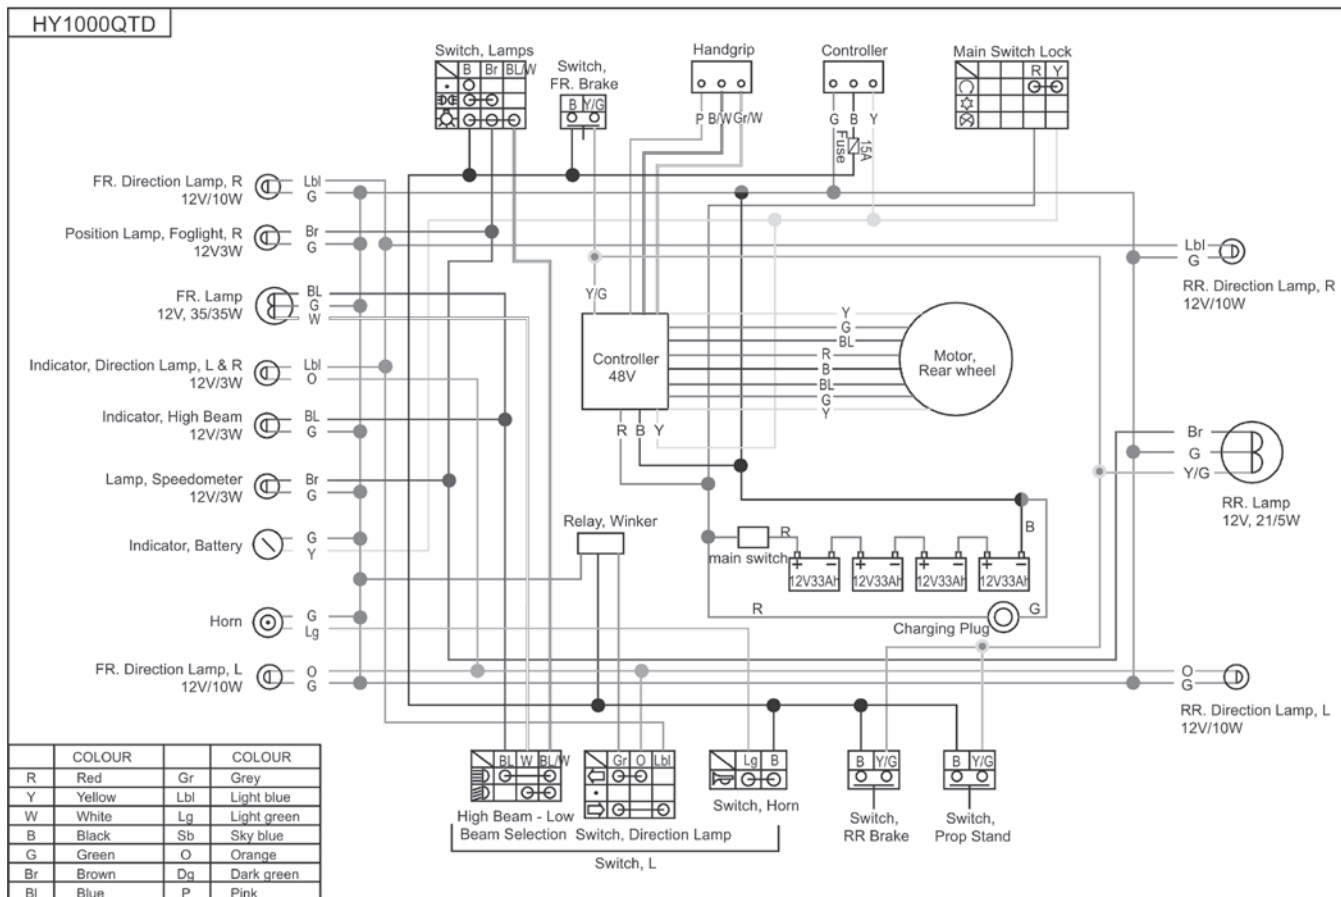 HY1000QTD
Switch, Lamps
B Br BL/W
Switch,
FR. Brake
B Y/G
Handgrip
P B/W Gr/W
Controller
G B Y
Fuse
15A
Main Switch Lock
R Y
FR. Direction Lamp, R
12V/10W
Lbl
G
Position Lamp, Foglight, R
12V3W
Br
G
FR. Lamp
12V, 35/35W
BL
G
W
Indicator, Direction Lamp, L & R
12V/3W
Lbl
O
Indicator, High Beam
12V/3W
BL
G
Lamp, Speedometer
12V/3W
Br
G
Indicator, Battery
G
Y
Horn
G
Lg
FR. Direction Lamp, L
12V/10W
O
G
Y/G
Controller
48V
R B Y
Y
G
BL
R
B
BL
G
Y
Motor,
Rear wheel
Lbl
G
RR. Direction Lamp, R
12V/10W
Br
G
Y/G
RR. Lamp
12V, 21/5W
O
G
RR. Direction Lamp, L
12V/10W
Relay, Winker
main switch
R
B
+ - + - + - + -
12V33Ah 12V33Ah 12V33Ah 12V33Ah
R
G
Charging Plug
BL W BL/W
High Beam - Low
Beam Selection
Gr O Lbl
Switch, Direction Lamp
Lg B
Switch, Horn
Switch, L
B Y/G
Switch,
RR Brake
B Y/G
Switch,
Prop Stand
COLOUR COLOUR
R Red Gr Grey
Y Yellow Lbl Light blue
W White Lg Light green
B Black Sb Sky blue
G Green O Orange
Br Brown Dg Dark green
Bl Blue P Pink